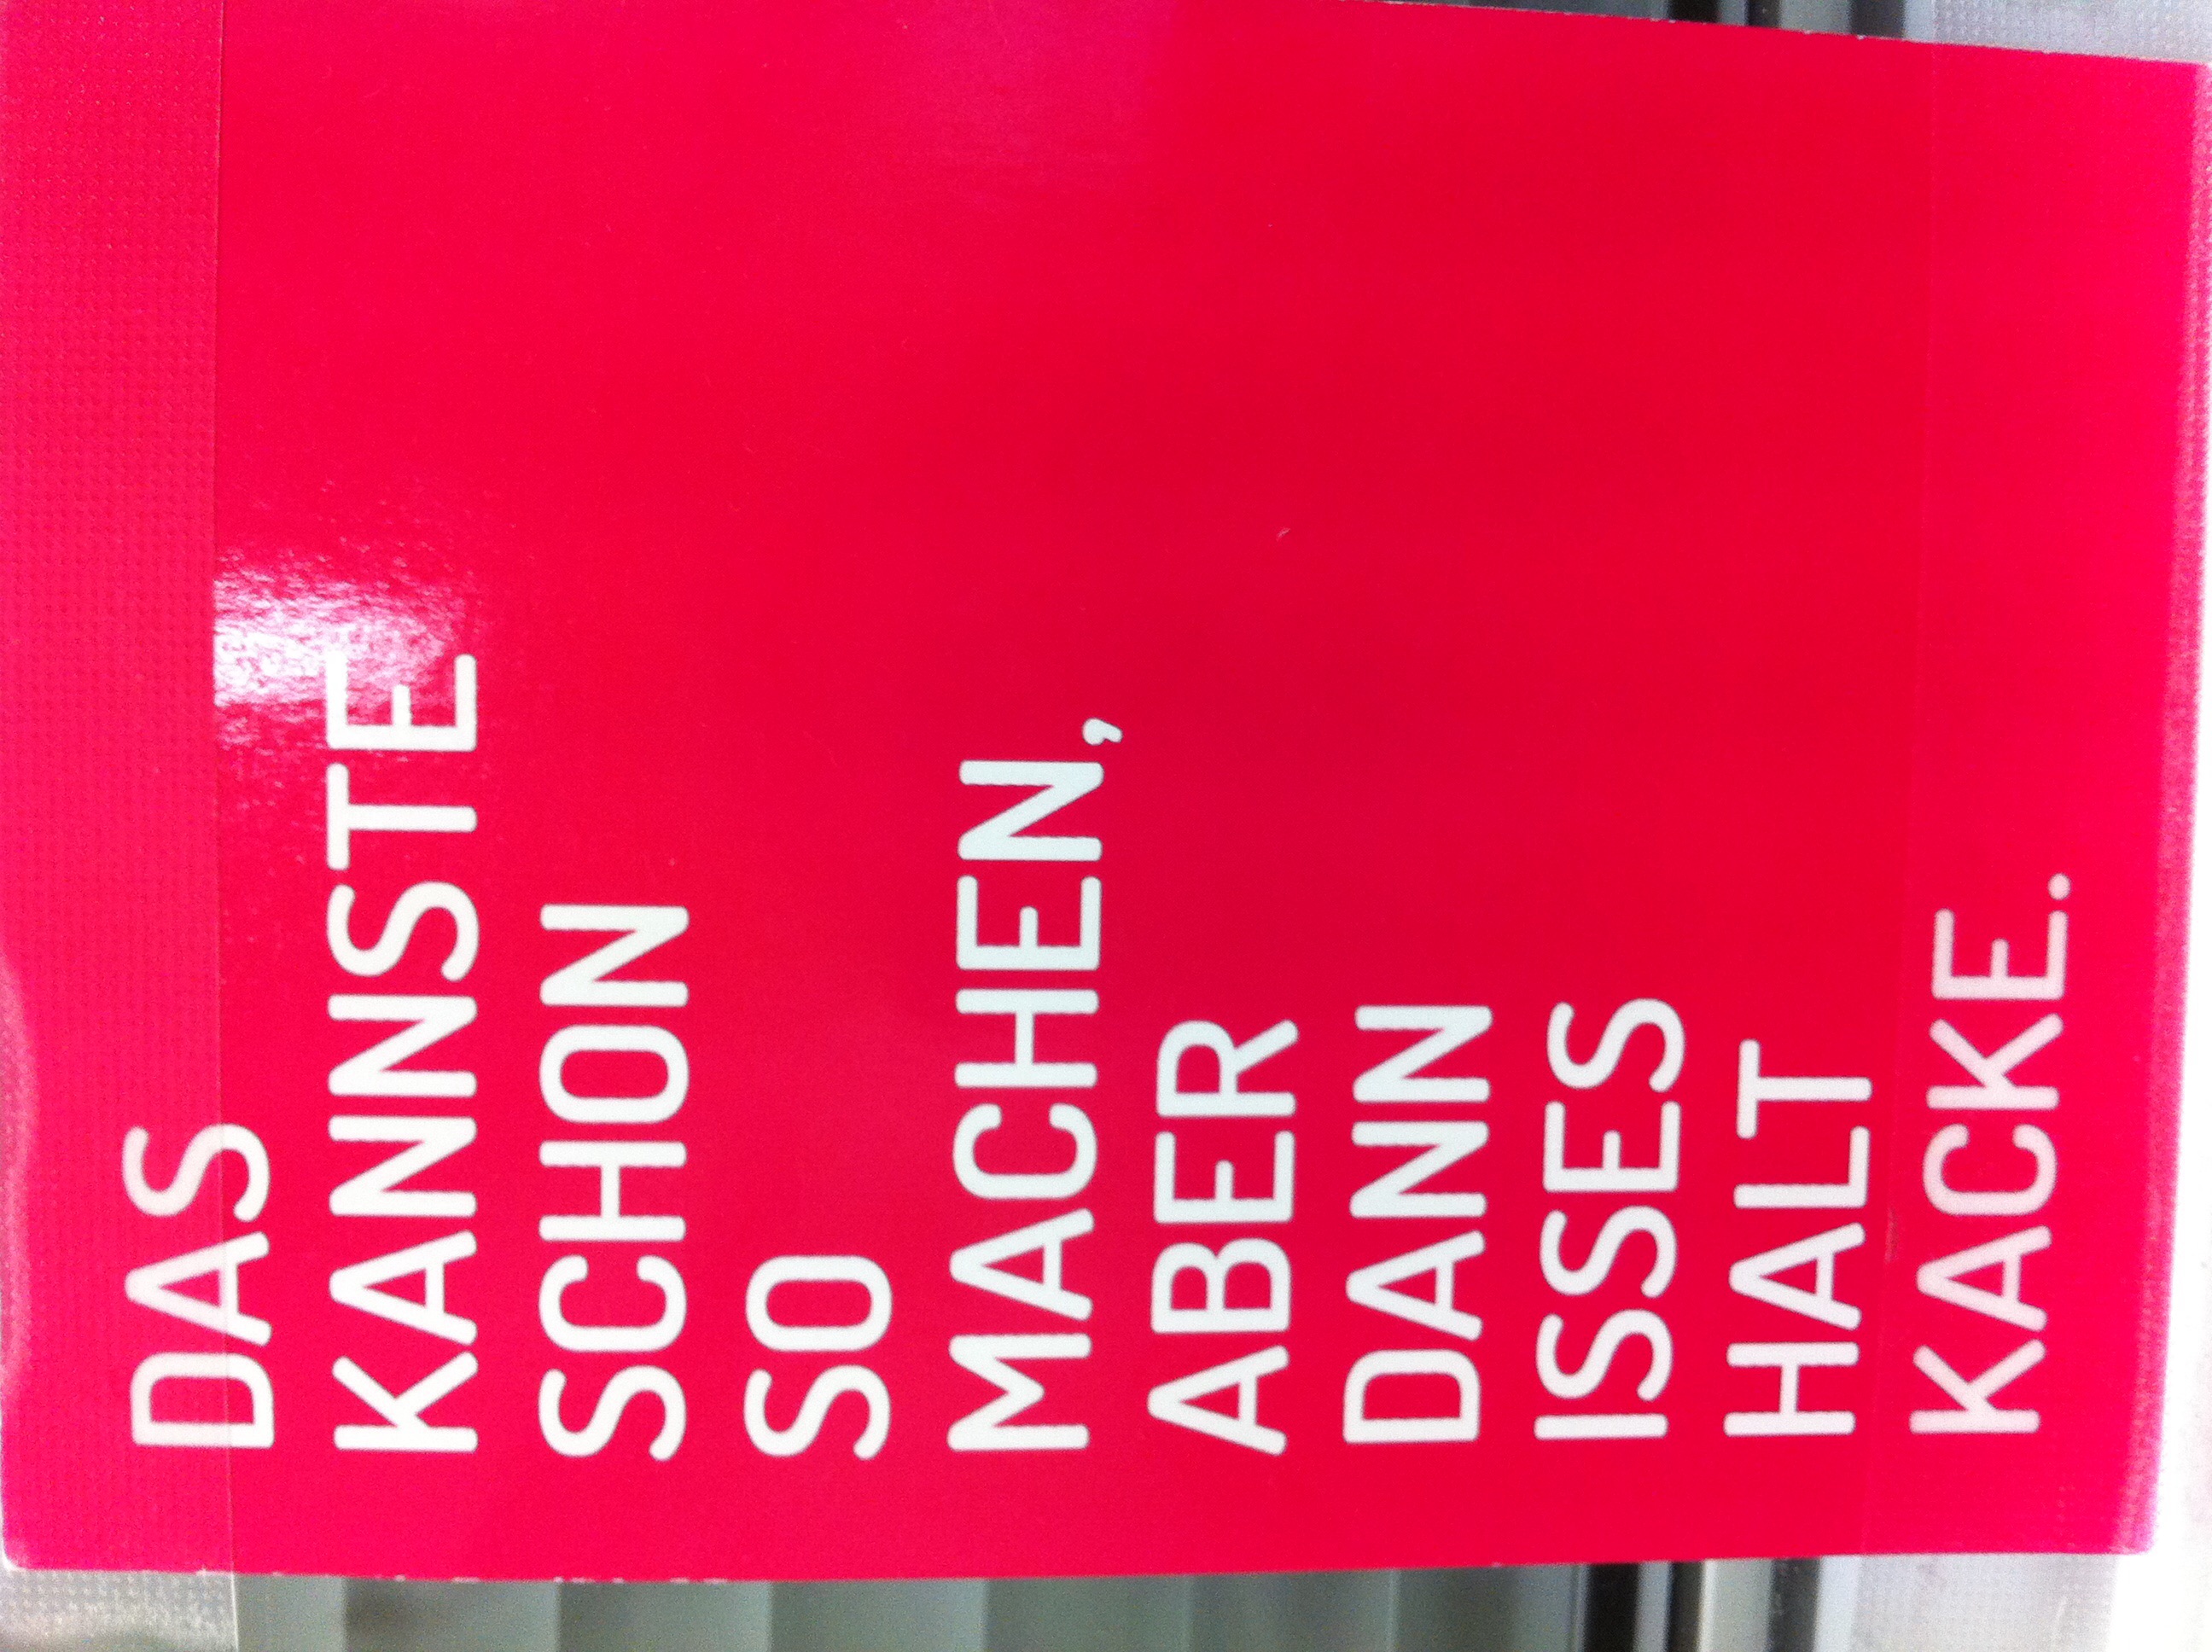 DAS
KANNSTE
SCHON
SO
MACHEN,
ABER
DANN
ISSES
HALT
KACKE.